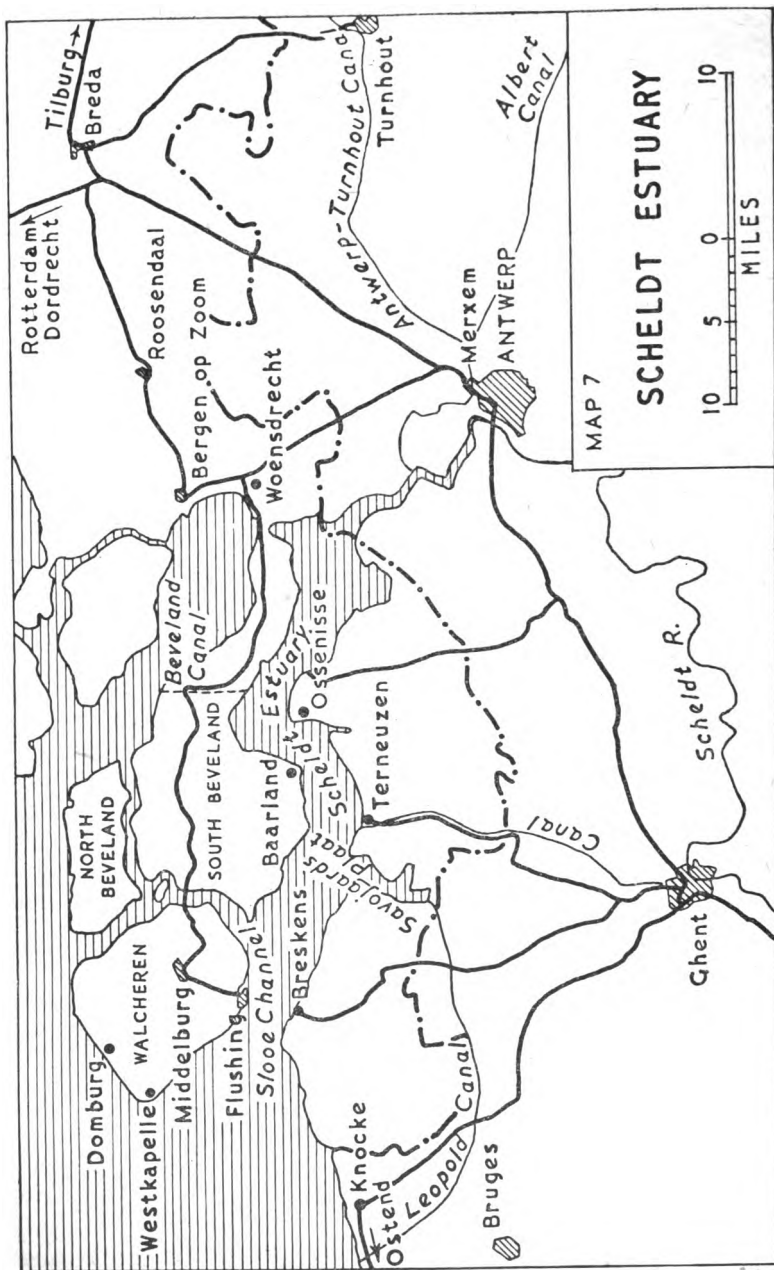 Tilburg
Breda
Rotterdam
Dordrecht
Roosendaal
Bergen op Zoom
Woensdrecht
Antwerp-Turnhout Canal
Turnhout
Albert
Canal
Merxem
ANTWERP
NORTH
BEVELAND
Beveland
Canal
SOUTH BEVELAND
Baarland
Scheldt Estuary
Ossenisse
Terneuzen
Savojaards
Plaat
Domburg
Westkapelle
WALCHEREN
Middelburg
Flushing
Slooe Channel
Breskens
Knocke
Ostend
Leopold Canal
Bruges
Canal
Ghent
Scheldt R.
MAP 7
SCHELDT ESTUARY
10 5 0 10
MILES